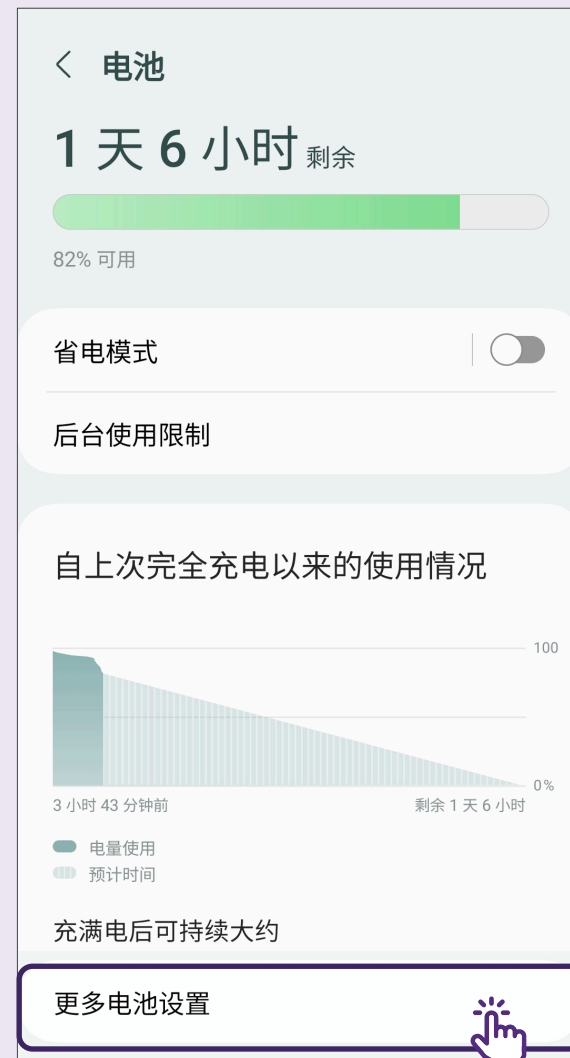 电池
1 天 6 小时 剩余
82% 可用
省电模式
后台使用限制
自上次完全充电以来的使用情况
100
0%
3 小时 43 分钟前
剩余 1 天 6 小时
电量使用
预计时间
充满电后可持续大约
更多电池设置